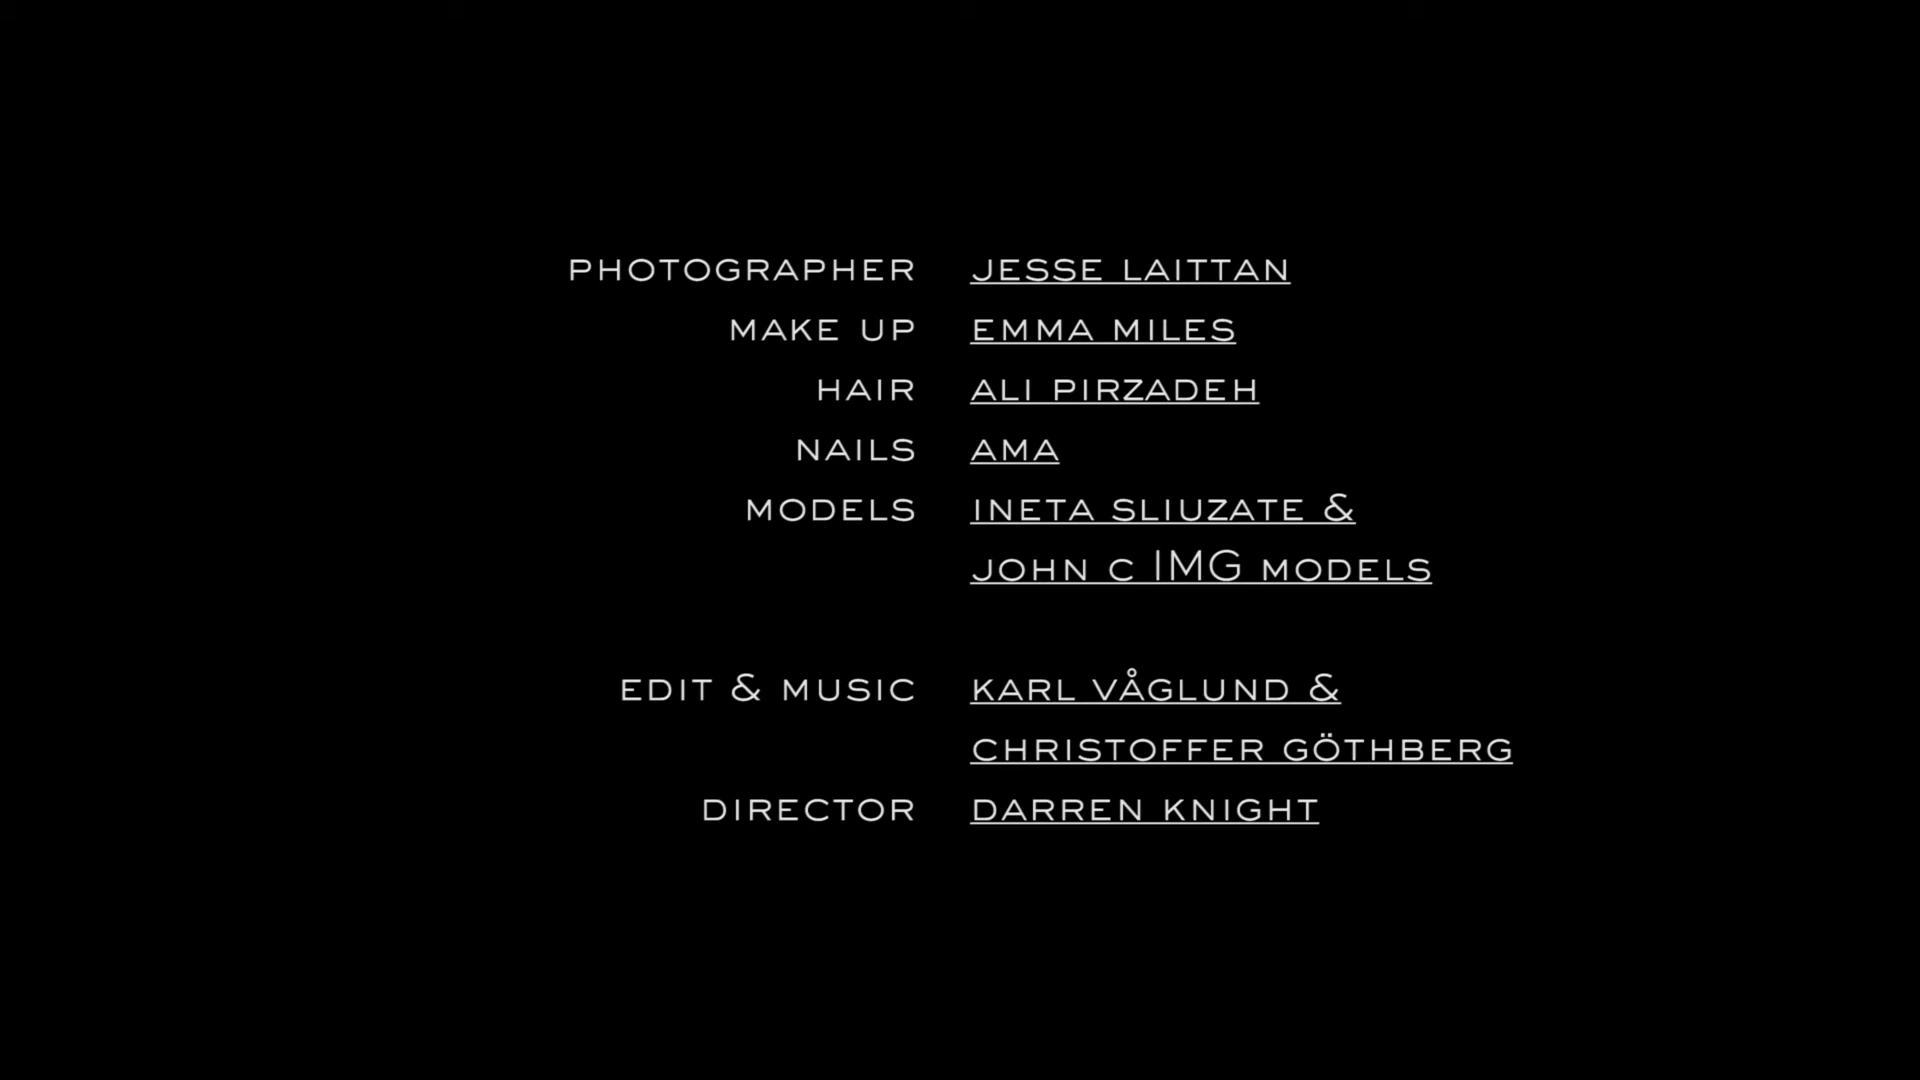 PHOTOGRAPHER JESSE LAITTAN
MAKE UP EMMA MILES
HAIR ALI PIRZADEH
NAILS AMA
MODELS INETA SLIUZATE &
JOHN C IMG MODELS
EDIT & MUSIC KARL VÅGLUND &
CHRISTOFFER GÖTHBERG
DIRECTOR DARREN KNIGHT